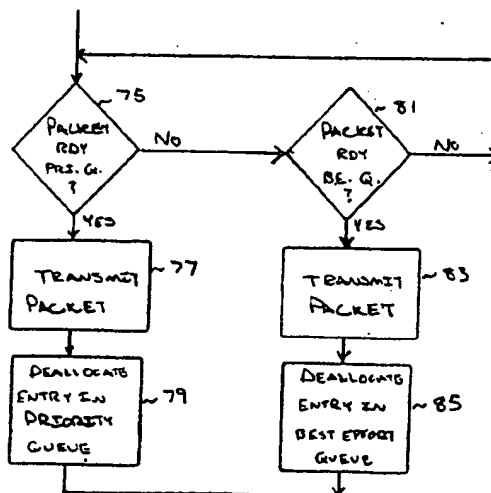 75
PACKET
RDY
PRI. Q.
?
NO
YES
81
PACKET
RDY
B.E. Q.
?
NO
YES
TRANSMIT
PACKET
77
TRANSMIT
PACKET
83
DEALLOCATE
ENTRY IN
PRIORITY
QUEUE
79
DEALLOCATE
ENTRY IN
BEST EFFORT
QUEUE
85